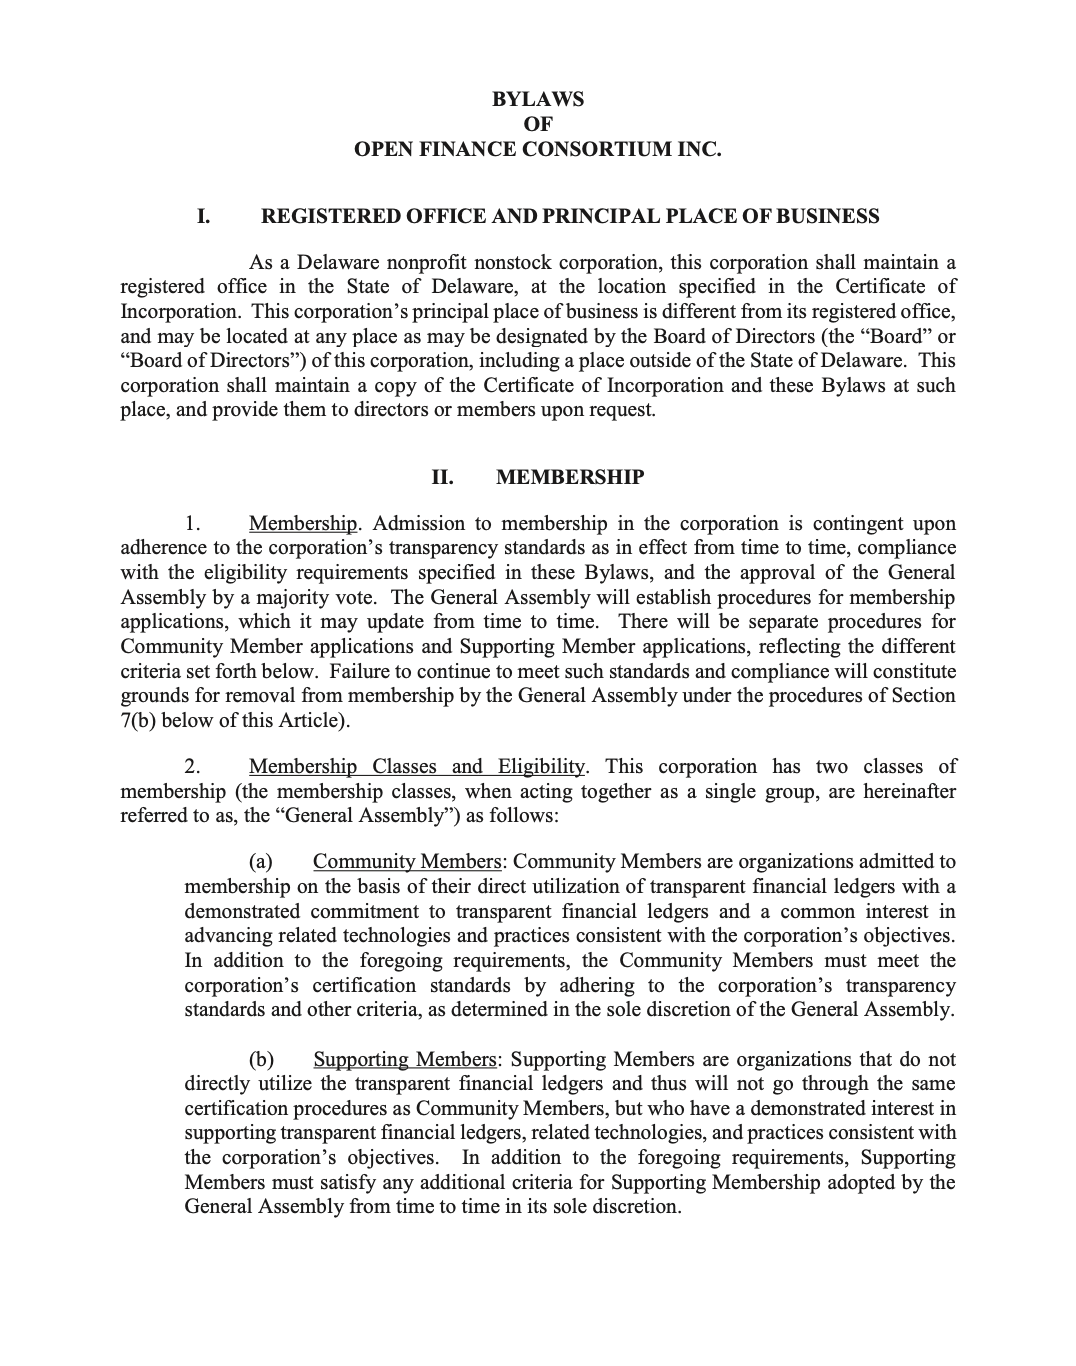 BYLAWS
OF
OPEN FINANCE CONSORTIUM INC.
I. REGISTERED OFFICE AND PRINCIPAL PLACE OF BUSINESS
As a Delaware nonprofit nonstock corporation, this corporation shall maintain a
registered office in the State of Delaware, at the location specified in the Certificate of
Incorporation. This corporation’s principal place of business is different from its registered office,
and may be located at any place as may be designated by the Board of Directors (the “Board” or
“Board of Directors”) of this corporation, including a place outside of the State of Delaware. This
corporation shall maintain a copy of the Certificate of Incorporation and these Bylaws at such
place, and provide them to directors or members upon request.
II. MEMBERSHIP
1. Membership. Admission to membership in the corporation is contingent upon
adherence to the corporation’s transparency standards as in effect from time to time, compliance
with the eligibility requirements specified in these Bylaws, and the approval of the General
Assembly by a majority vote. The General Assembly will establish procedures for membership
applications, which it may update from time to time. There will be separate procedures for
Community Member applications and Supporting Member applications, reflecting the different
criteria set forth below. Failure to continue to meet such standards and compliance will constitute
grounds for removal from membership by the General Assembly under the procedures of Section
7(b) below of this Article).
2. Membership Classes and Eligibility. This corporation has two classes of
membership (the membership classes, when acting together as a single group, are hereinafter
referred to as, the “General Assembly”) as follows:
(a) Community Members: Community Members are organizations admitted to
membership on the basis of their direct utilization of transparent financial ledgers with a
demonstrated commitment to transparent financial ledgers and a common interest in
advancing related technologies and practices consistent with the corporation’s objectives.
In addition to the foregoing requirements, the Community Members must meet the
corporation’s certification standards by adhering to the corporation’s transparency
standards and other criteria, as determined in the sole discretion of the General Assembly.
(b) Supporting Members: Supporting Members are organizations that do not
directly utilize the transparent financial ledgers and thus will not go through the same
certification procedures as Community Members, but who have a demonstrated interest in
supporting transparent financial ledgers, related technologies, and practices consistent with
the corporation’s objectives. In addition to the foregoing requirements, Supporting
Members must satisfy any additional criteria for Supporting Membership adopted by the
General Assembly from time to time in its sole discretion.